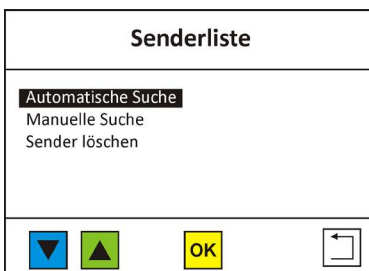 Senderliste
Automatische Suche
Manuelle Suche
Sender löschen
OK